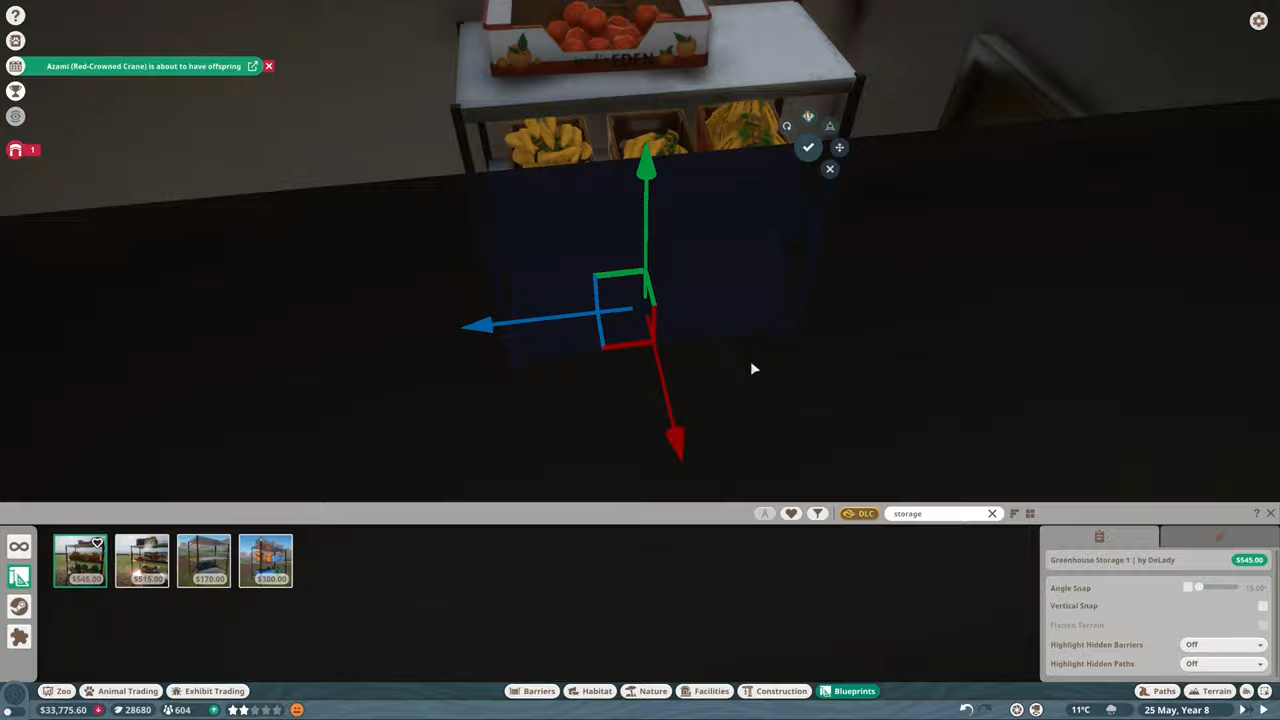 Azami (Red-Crowned Crane) is about to have offspring
1
EDEN
DLC
storage
$545.00
$515.00
$170.00
$300.00
Greenhouse Storage 1 | by DeLady
$545.00
Angle Snap
15.00°
Vertical Snap
Flatten Terrain
Highlight Hidden Barriers
Off
Highlight Hidden Paths
Off
Zoo
Animal Trading
Exhibit Trading
Barriers
Habitat
Nature
Facilities
Construction
Blueprints
Paths
Terrain
$33,775.60
28680
604
11°C
25 May, Year 8